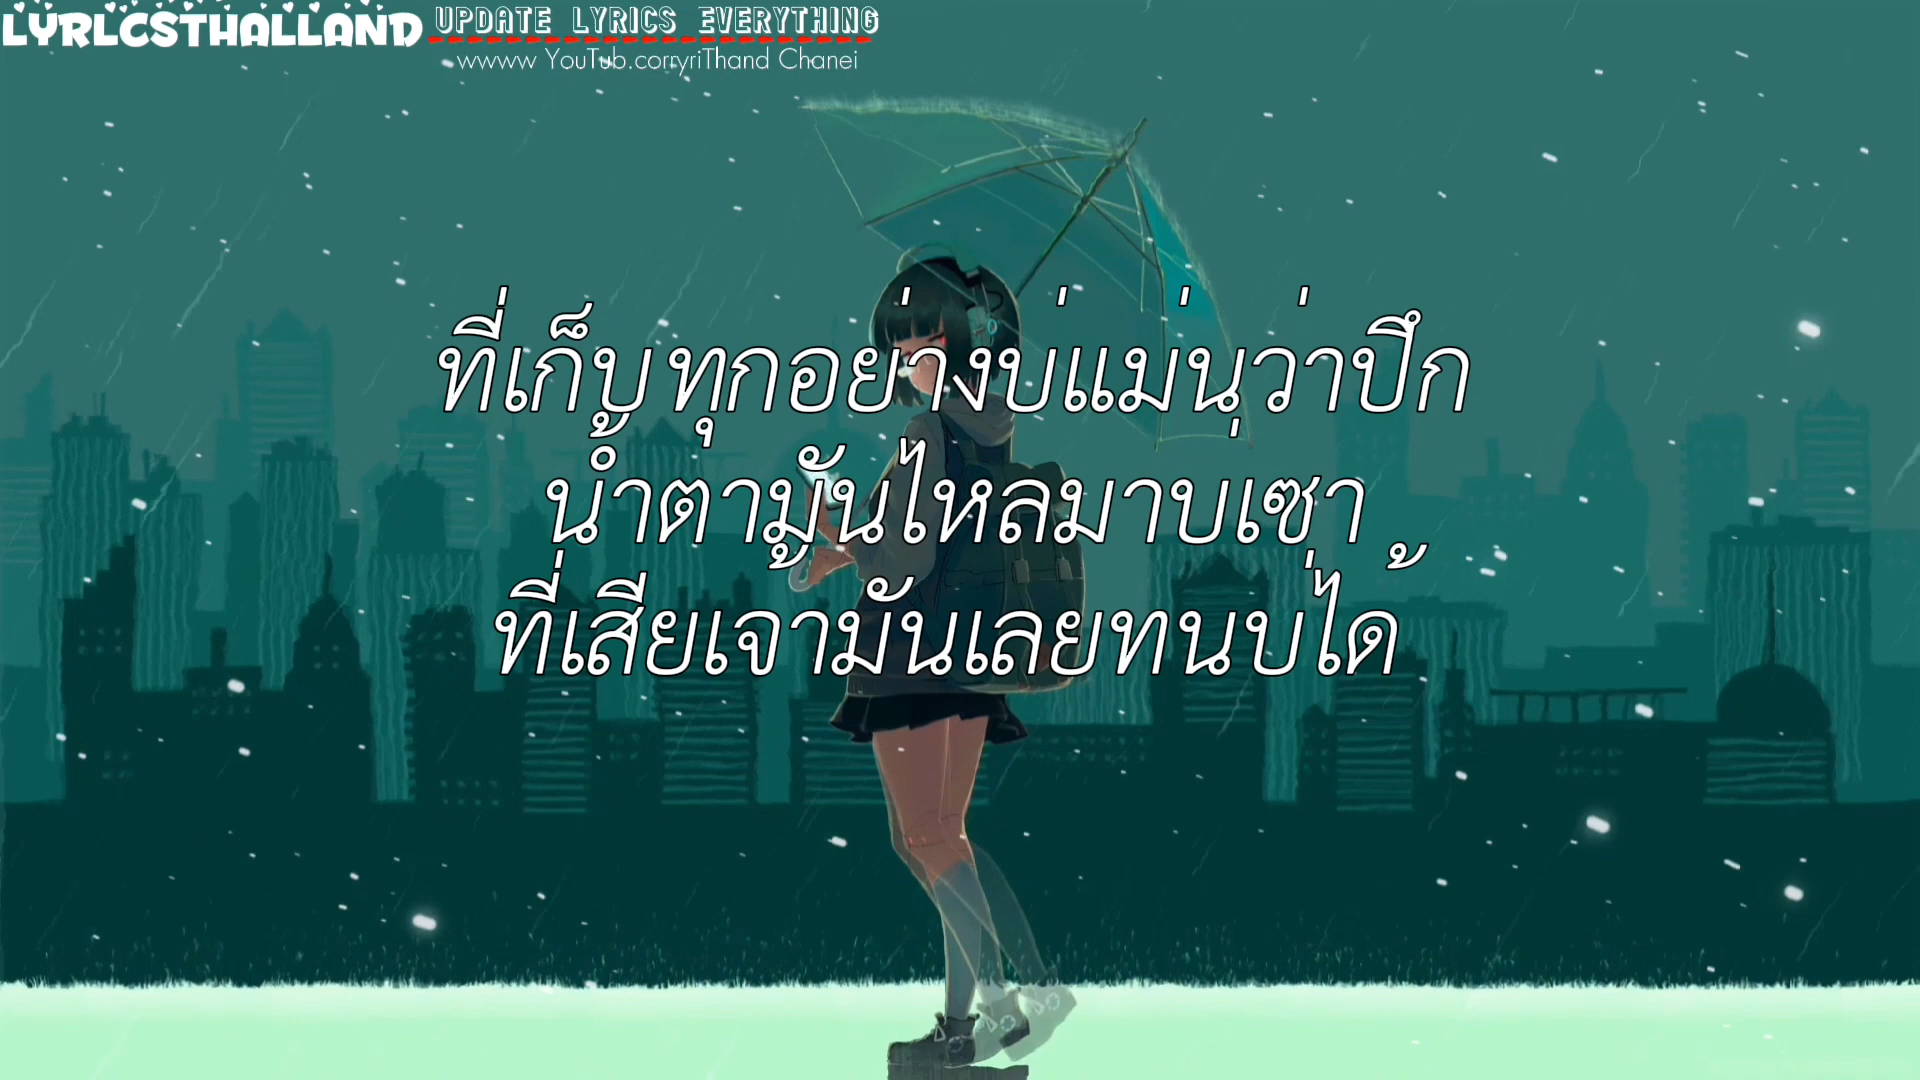 LYRLCSTHALLAND
UPDATE LYRICS EVERYTHING
wwww YouTub.corryriThand Chanei
ที่เก็บทุกอย่างบ่แม่นว่าปึก
น้ำตามันไหลมาบ่เซา
ที่เสียเจ้ามันเลยทนบ่ได้